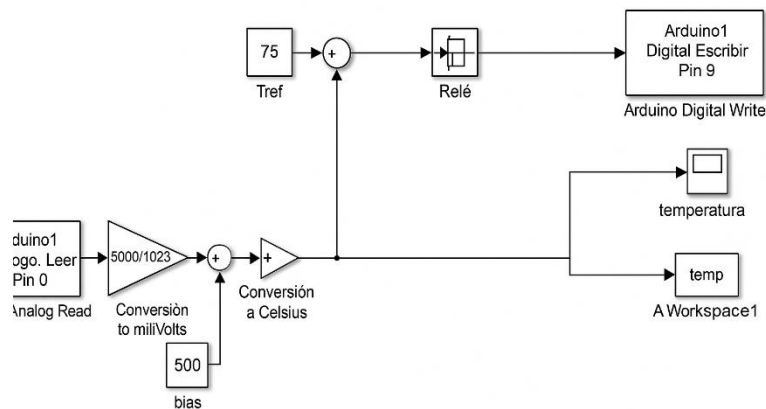 75
+
Tref
Relé
Arduino1
Digital Escribir
Pin 9
Arduino Digital Write
temperatura
duino1
ogo. Leer
Pin 0
Analog Read
5000/1023
Conversiòn
to miliVolts
+
+
Conversión
a Celsius
temp
A Workspace1
500
bias